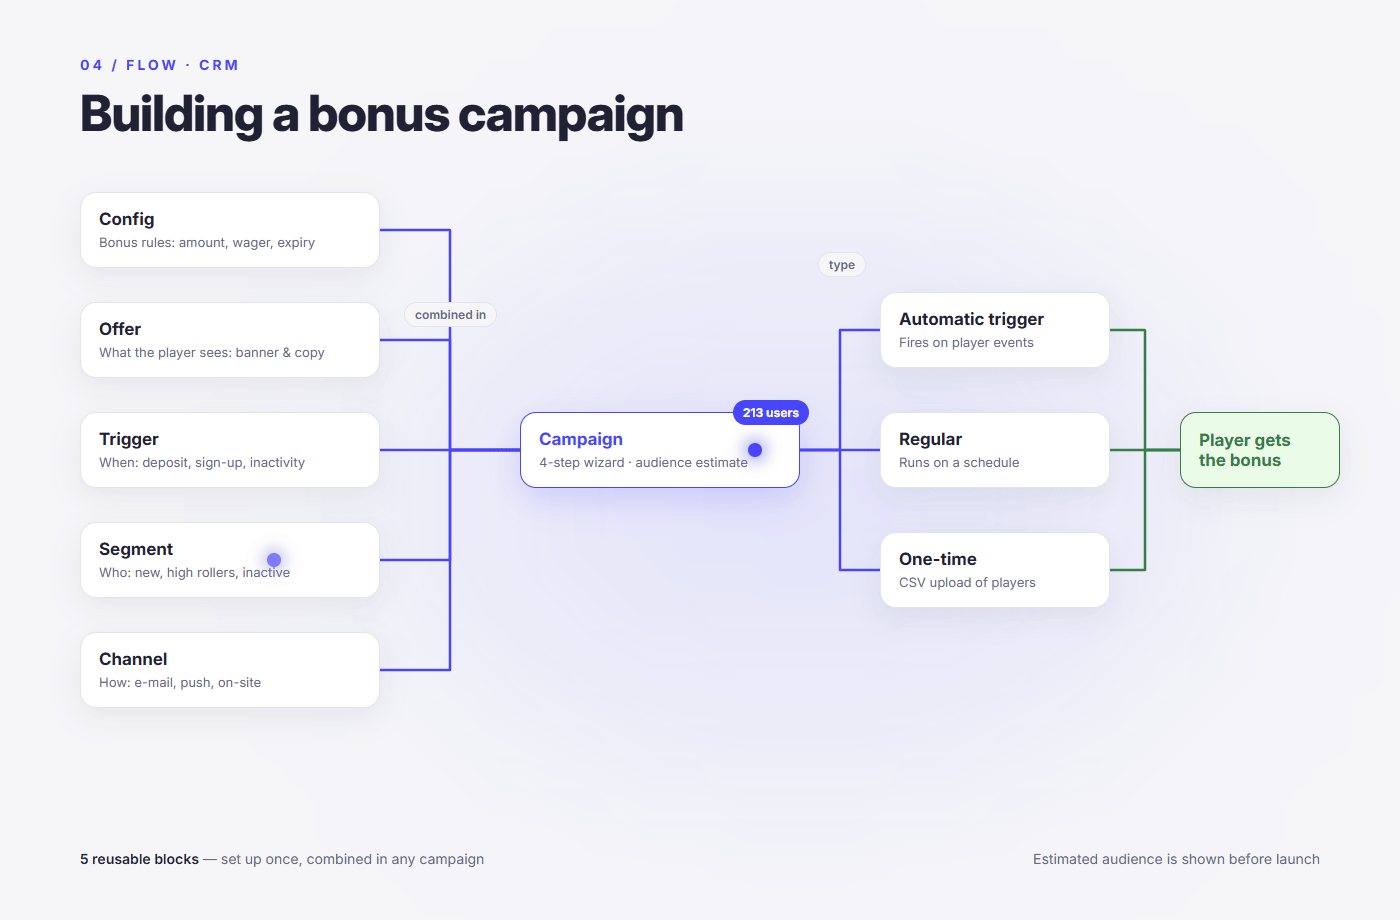 04 / FLOW · CRM
Building a bonus campaign
Config
Bonus rules: amount, wager, expiry
combined in
Offer
What the player sees: banner & copy
Trigger
When: deposit, sign-up, inactivity
Segment
Who: new, high rollers, inactive
Channel
How: e-mail, push, on-site
213 users
Campaign
4-step wizard · audience estimate
type
Automatic trigger
Fires on player events
Regular
Runs on a schedule
One-time
CSV upload of players
Player gets
the bonus
5 reusable blocks — set up once, combined in any campaign
Estimated audience is shown before launch